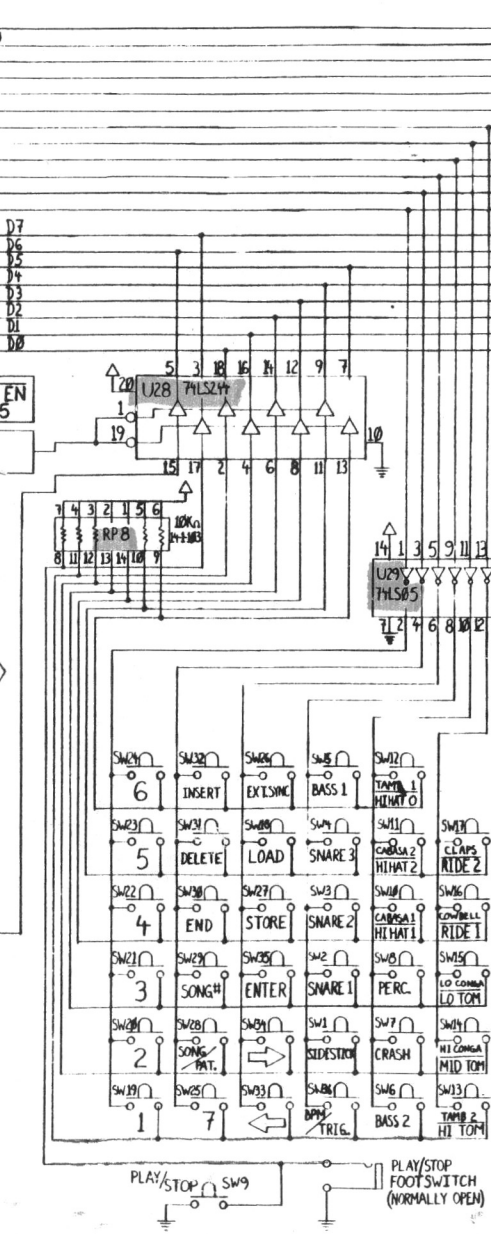 D7
D6
D5
D4
D3
D2
D1
D0
EN
5
5 3 18 16 14 12 9 7
20 U28 74LS244
1
19
10
15 17 2 4 6 8 11 13
7 4 3 2 1 5 6
RP8
10KΩ
8 11 12 13 14 10 9
14 1 3 5 9 11 13
U29
74LS05
7 2 4 6 8 10 12
SW24 SW32 SW26 SW5 SW12
6 INSERT EXT.SYNC BASS 1 TAMB 1
HIHAT O
SW23 SW31 SW18 SW4 SW11 SW17
5 DELETE LOAD SNARE 3 CABASA 2 CLAPS
HIHAT 2 RIDE 2
SW22 SW30 SW27 SW3 SW10 SW16
4 END STORE SNARE 2 CABASA 1 COWBELL
HIHAT 1 RIDE 1
SW21 SW29 SW35 SW2 SW8 SW15
3 SONG# ENTER SNARE 1 PERC. LO CONGA
LO TOM
SW20 SW28 SW34 SW1 SW7 SW14
2 SONG/PAT. SIDESTICK CRASH HI CONGA
MID TOM
SW19 SW25 SW33 SW36 SW6 SW13
1 7 BPM/TRIG. BASS 2 TAMB 2
HI TOM
PLAY/STOP SW9
PLAY/STOP
FOOTSWITCH
(NORMALLY OPEN)